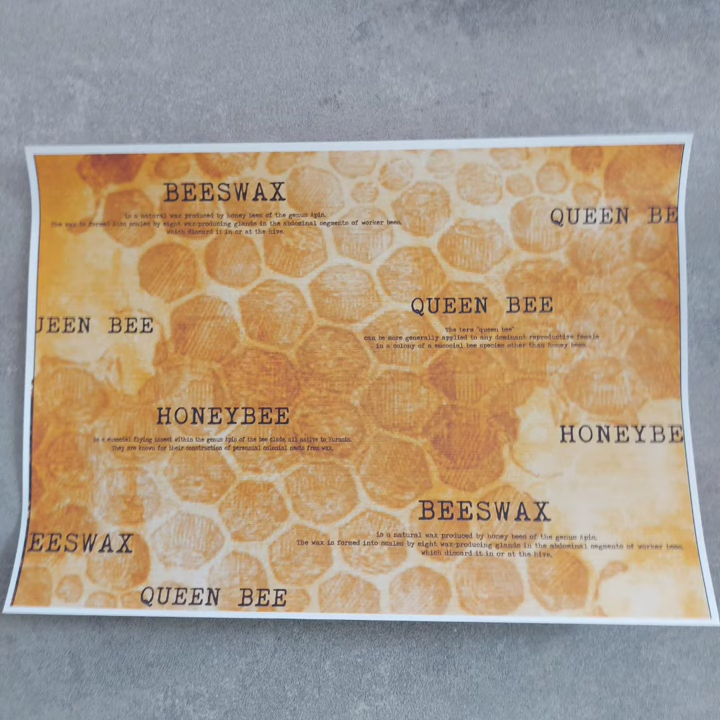 BEESWAX
is a natural wax produced by honey bees of the genus Apis.
The wax is formed into scales by eight wax-producing glands in the abdominal segments of worker bees,
which discard it in or at the hive.
QUEEN BE
QUEEN BEE
The term "queen bee"
can be more generally applied to any dominant reproductive female
in a colony of a eusocial bee species other than honey bees.
UEEN BEE
HONEYBEE
is a eusocial flying insect within the genus Apis of the bee clade, all native to Eurasia.
they are known for their construction of perennial colonial nests from wax,
HONEYBE
BEESWAX
is a natural wax produced by honey bees of the genus Apis.
The wax is formed into scales by eight wax-producing glands in the abdominal segments of worker bees,
which discard it in or at the hive.
EESWAX
QUEEN BEE